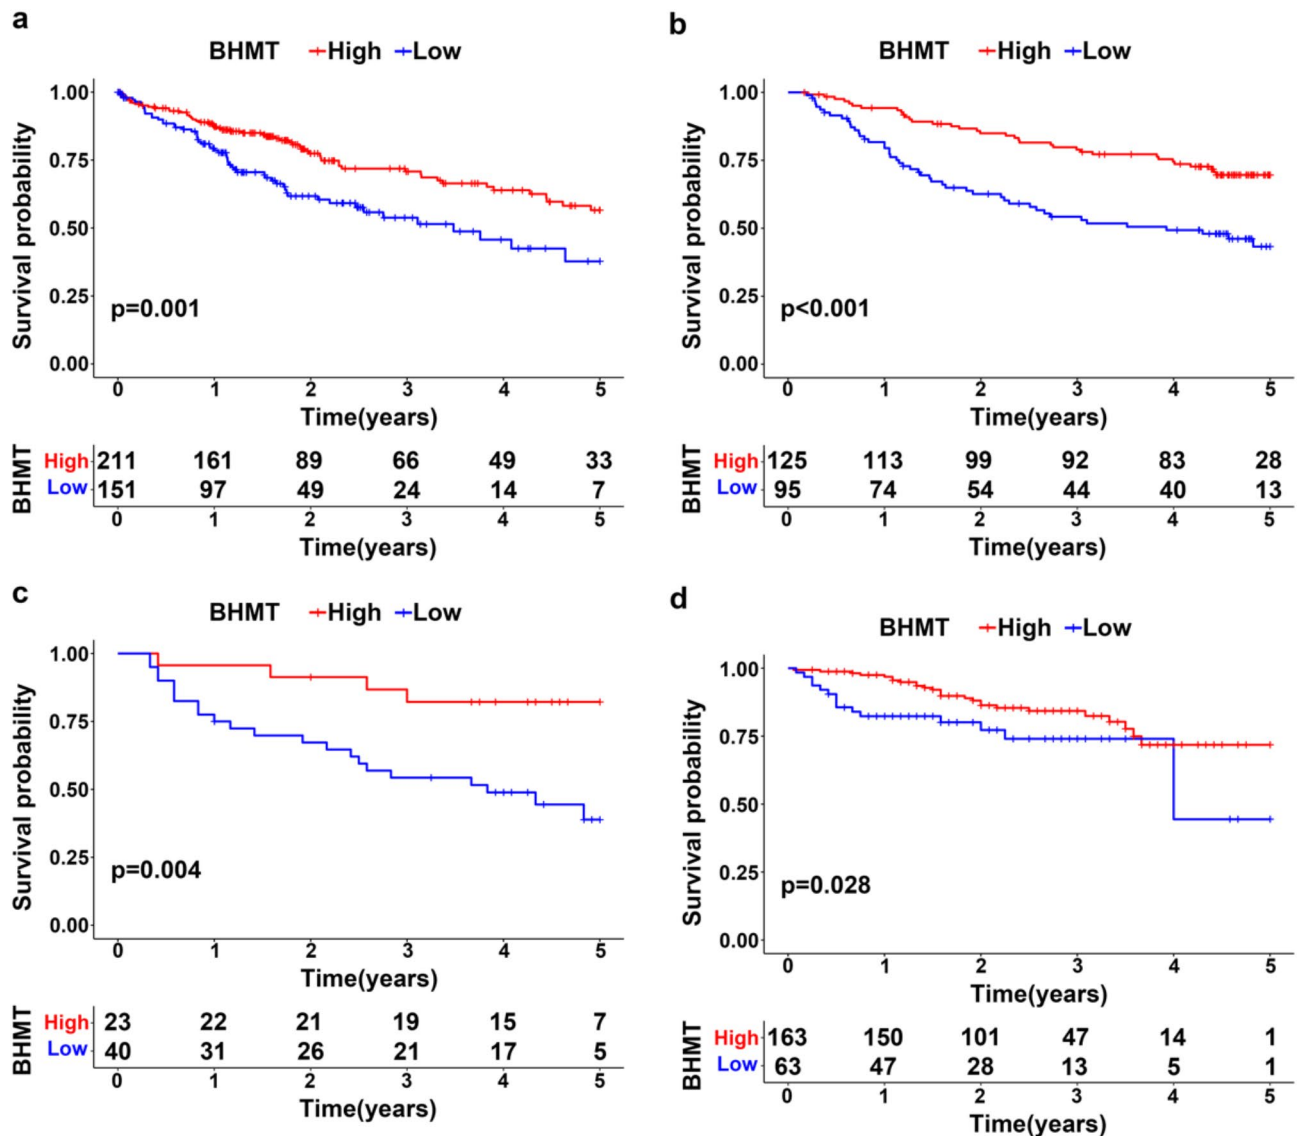 a
BHMT High Low
Survival probability
1.00
0.75
0.50
0.25
0.00
p=0.001
0 1 2 3 4 5
Time(years)
BHMT
High 211 161 89 66 49 33
Low 151 97 49 24 14 7
0 1 2 3 4 5
Time(years)
b
BHMT High Low
Survival probability
1.00
0.75
0.50
0.25
0.00
p<0.001
0 1 2 3 4 5
Time(years)
BHMT
High 125 113 99 92 83 28
Low 95 74 54 44 40 13
0 1 2 3 4 5
Time(years)
c
BHMT High Low
Survival probability
1.00
0.75
0.50
0.25
0.00
p=0.004
0 1 2 3 4 5
Time(years)
BHMT
High 23 22 21 19 15 7
Low 40 31 26 21 17 5
0 1 2 3 4 5
Time(years)
d
BHMT High Low
Survival probability
1.00
0.75
0.50
0.25
0.00
p=0.028
0 1 2 3 4 5
Time(years)
BHMT
High 163 150 101 47 14 1
Low 63 47 28 13 5 1
0 1 2 3 4 5
Time(years)